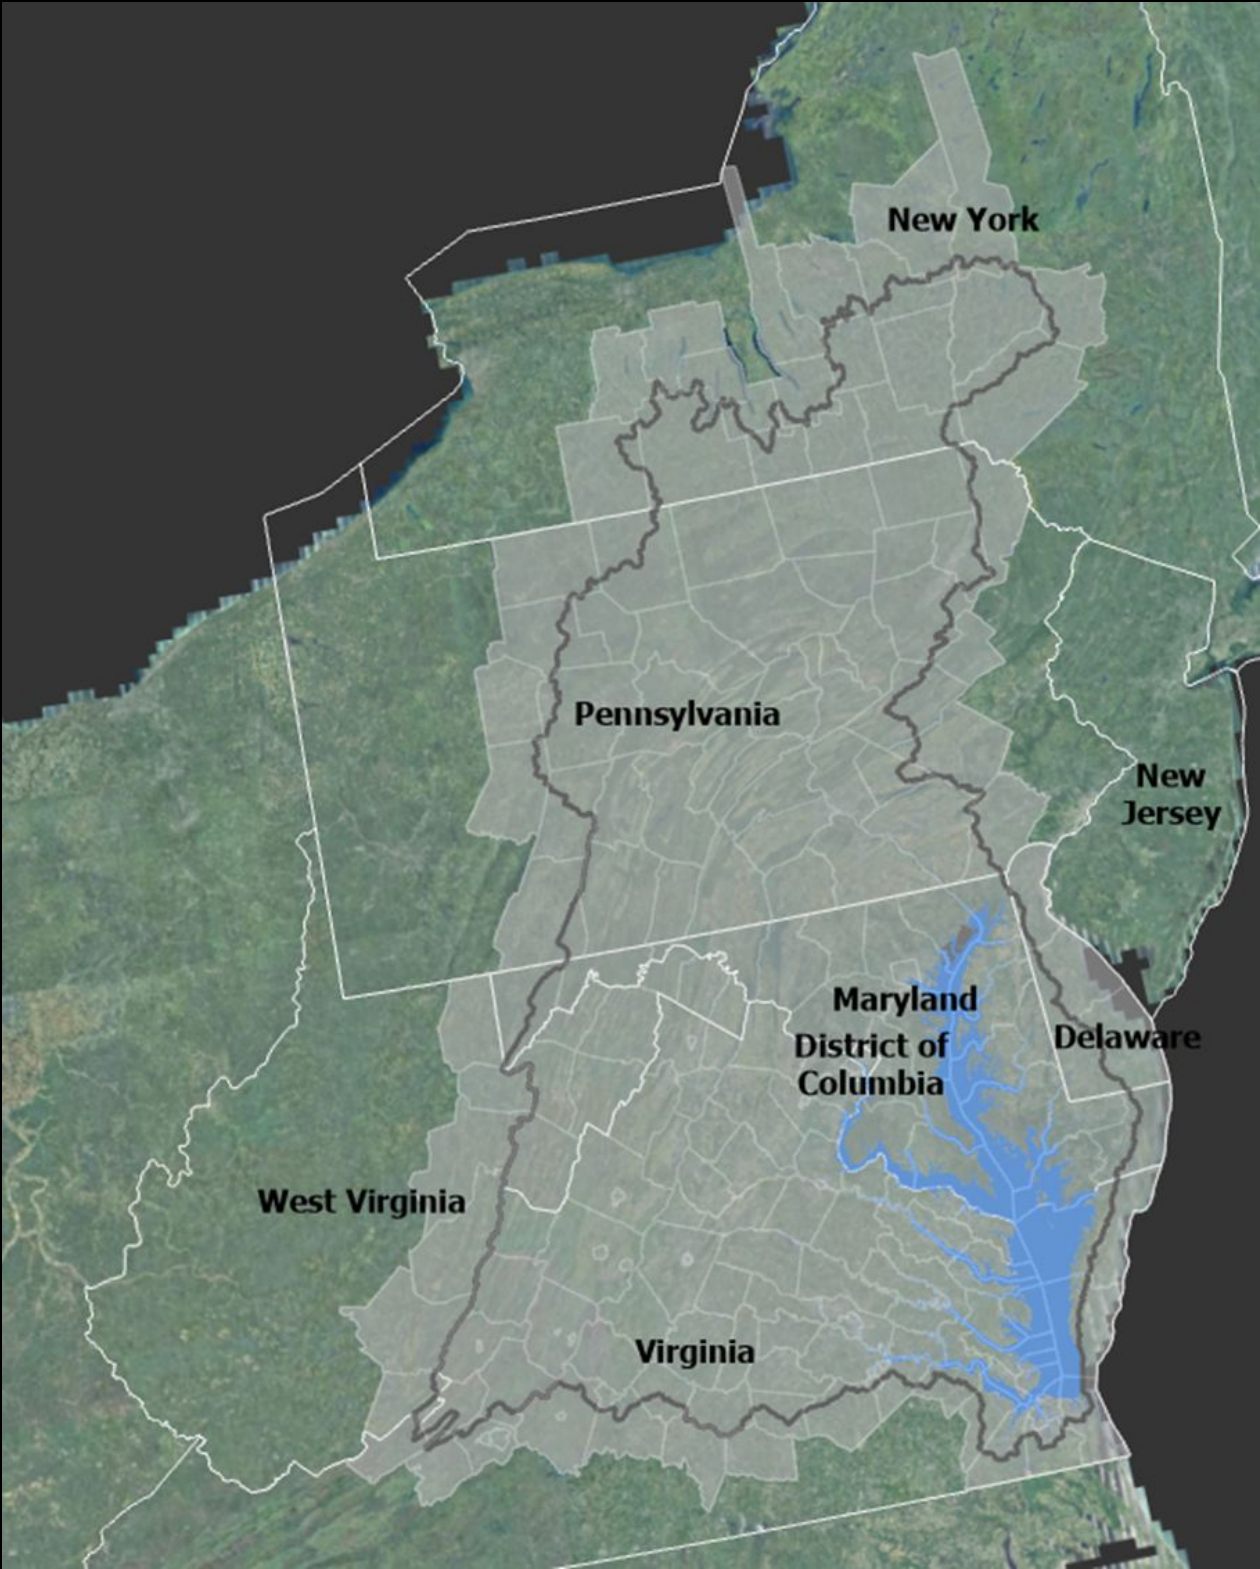 New York
Pennsylvania
New
Jersey
Maryland
District of
Columbia
Delaware
West Virginia
Virginia